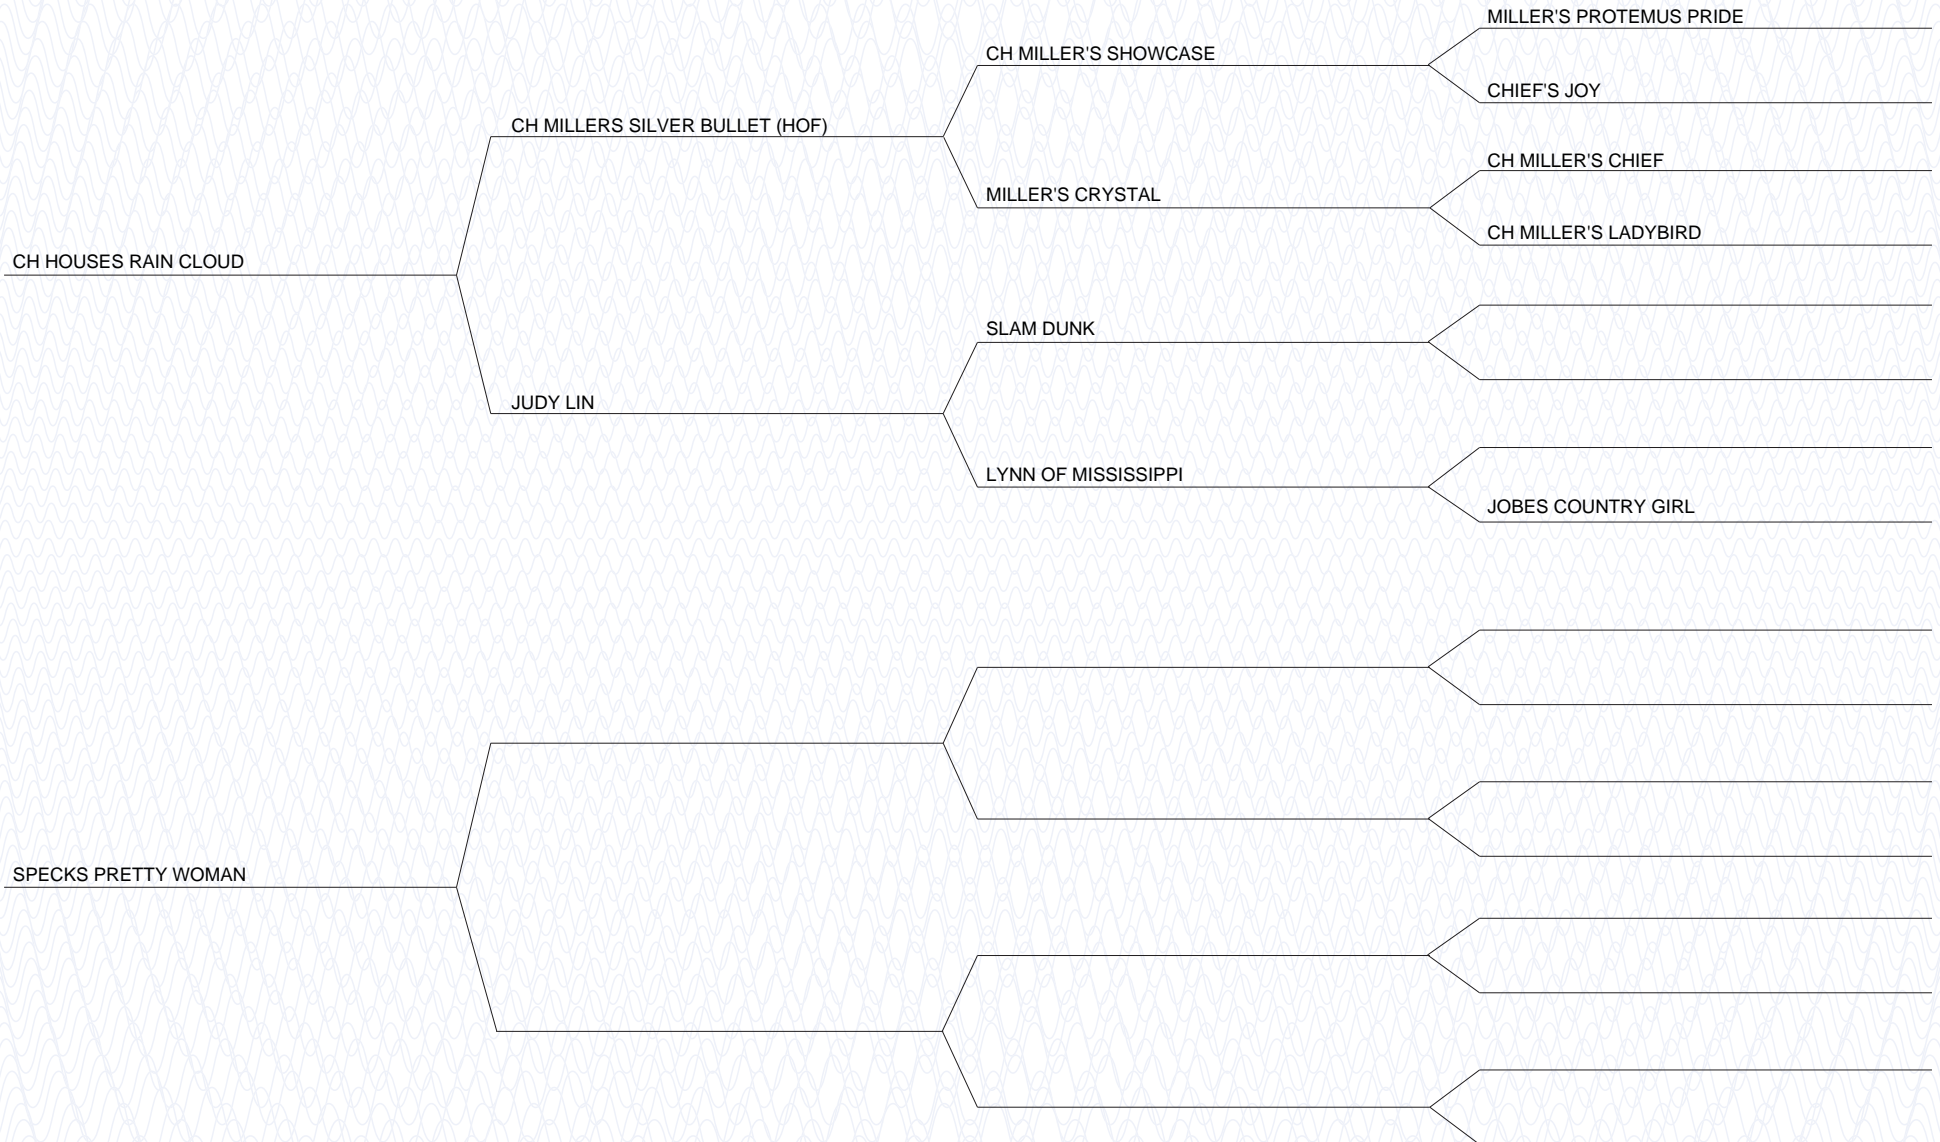 MILLER'S PROTEMUS PRIDE
CH MILLER'S SHOWCASE
CHIEF'S JOY
CH MILLERS SILVER BULLET (HOF)
CH MILLER'S CHIEF
MILLER'S CRYSTAL
CH MILLER'S LADYBIRD
CH HOUSES RAIN CLOUD
SLAM DUNK
JUDY LIN
LYNN OF MISSISSIPPI
JOBES COUNTRY GIRL
SPECKS PRETTY WOMAN